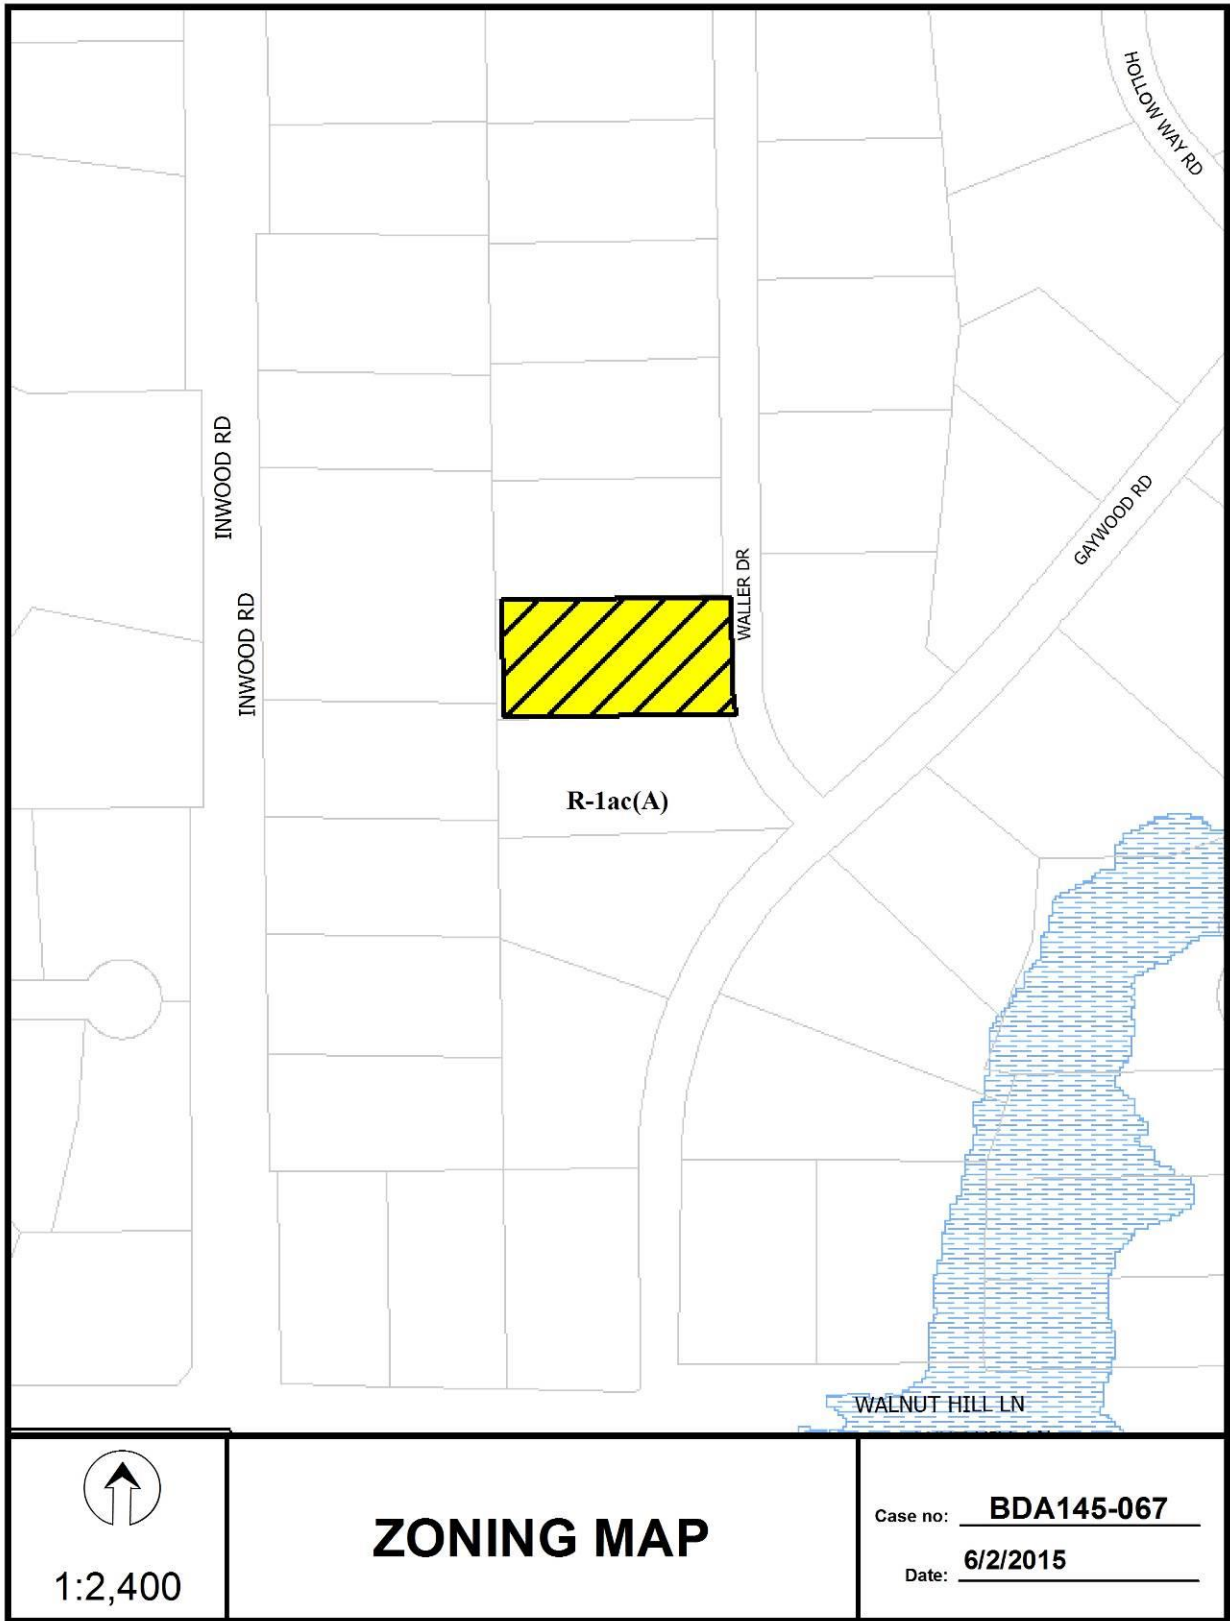 HOLLOW WAY RD
INWOOD RD
GAYWOOD RD
WALLER DR
INWOOD RD
R-1ac(A)
WALNUT HILL LN
1:2,400
ZONING MAP
Case no: BDA145-067
Date: 6/2/2015